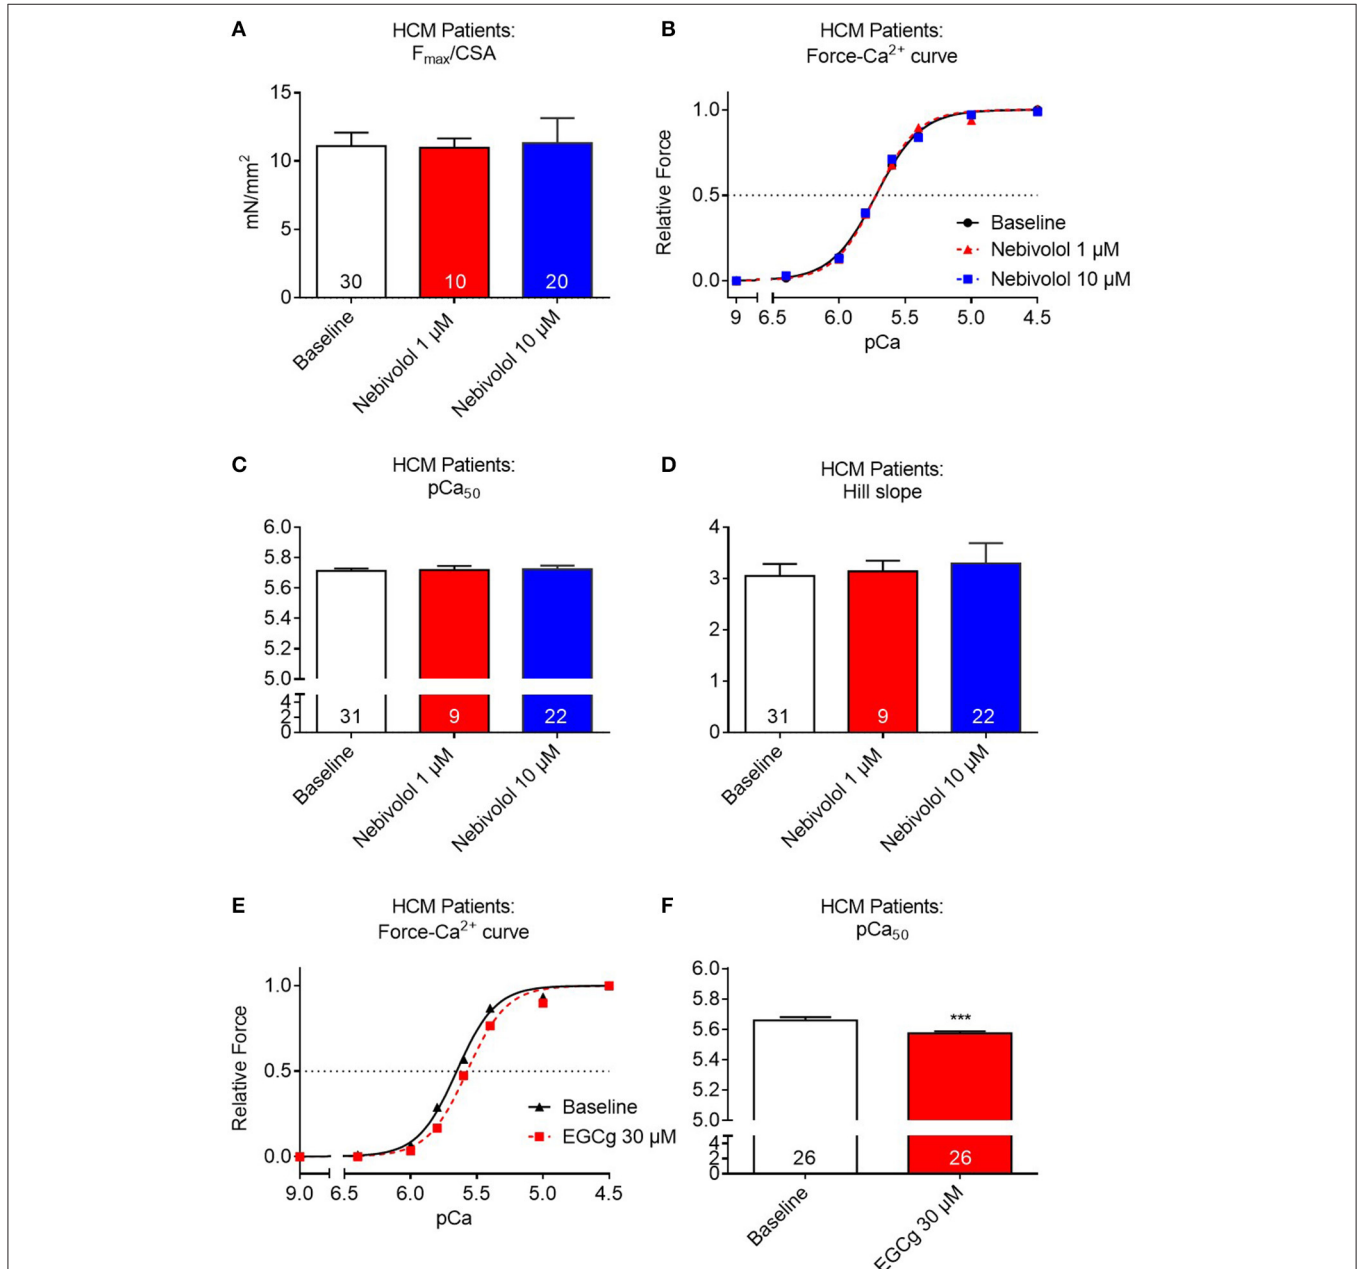 A
HCM Patients:
Fmax/CSA
mN/mm²
15
10
5
0
30
10
20
Baseline
Nebivolol 1 µM
Nebivolol 10 µM
B
HCM Patients:
Force-Ca²⁺ curve
Relative Force
1.0
0.5
0.0
Baseline
Nebivolol 1 µM
Nebivolol 10 µM
9 6.5 6.0 5.5 5.0 4.5
pCa
C
HCM Patients:
pCa₅₀
6.0
5.8
5.6
5.4
5.2
5.0
4
2
0
31
9
22
Baseline
Nebivolol 1 µM
Nebivolol 10 µM
D
HCM Patients:
Hill slope
4
3
2
1
0
31
9
22
Baseline
Nebivolol 1 µM
Nebivolol 10 µM
E
HCM Patients:
Force-Ca²⁺ curve
Relative Force
1.0
0.5
0.0
Baseline
EGCg 30 µM
9.0 6.5 6.0 5.5 5.0 4.5
pCa
F
HCM Patients:
pCa₅₀
6.0
5.8
5.6
5.4
5.2
5.0
4
2
0
***
26
26
Baseline
EGCg 30 µM